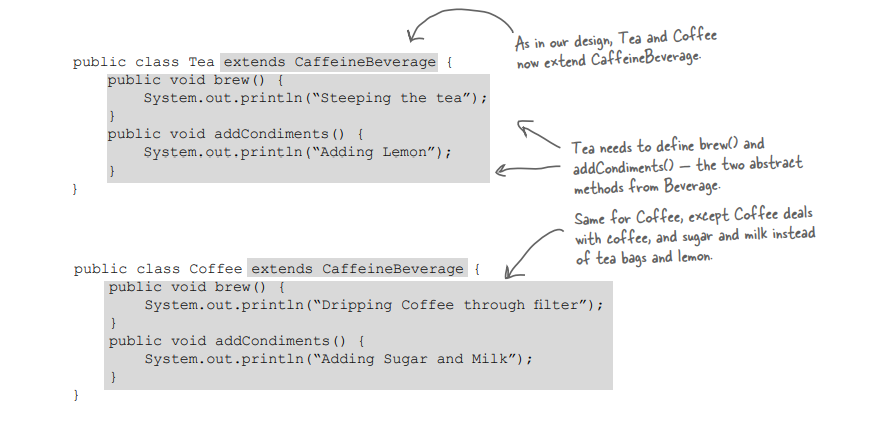 As in our design, Tea and Coffee
now extend CaffeineBeverage.
public class Tea extends CaffeineBeverage {
public void brew() {
System.out.println(“Steeping the tea”);
}
public void addCondiments() {
System.out.println(“Adding Lemon”);
}
}
Tea needs to define brew() and
addCondiments() — the two abstract
methods from Beverage.
Same for Coffee, except Coffee deals
with coffee, and sugar and milk instead
of tea bags and lemon.
public class Coffee extends CaffeineBeverage {
public void brew() {
System.out.println(“Dripping Coffee through filter”);
}
public void addCondiments() {
System.out.println(“Adding Sugar and Milk”);
}
}